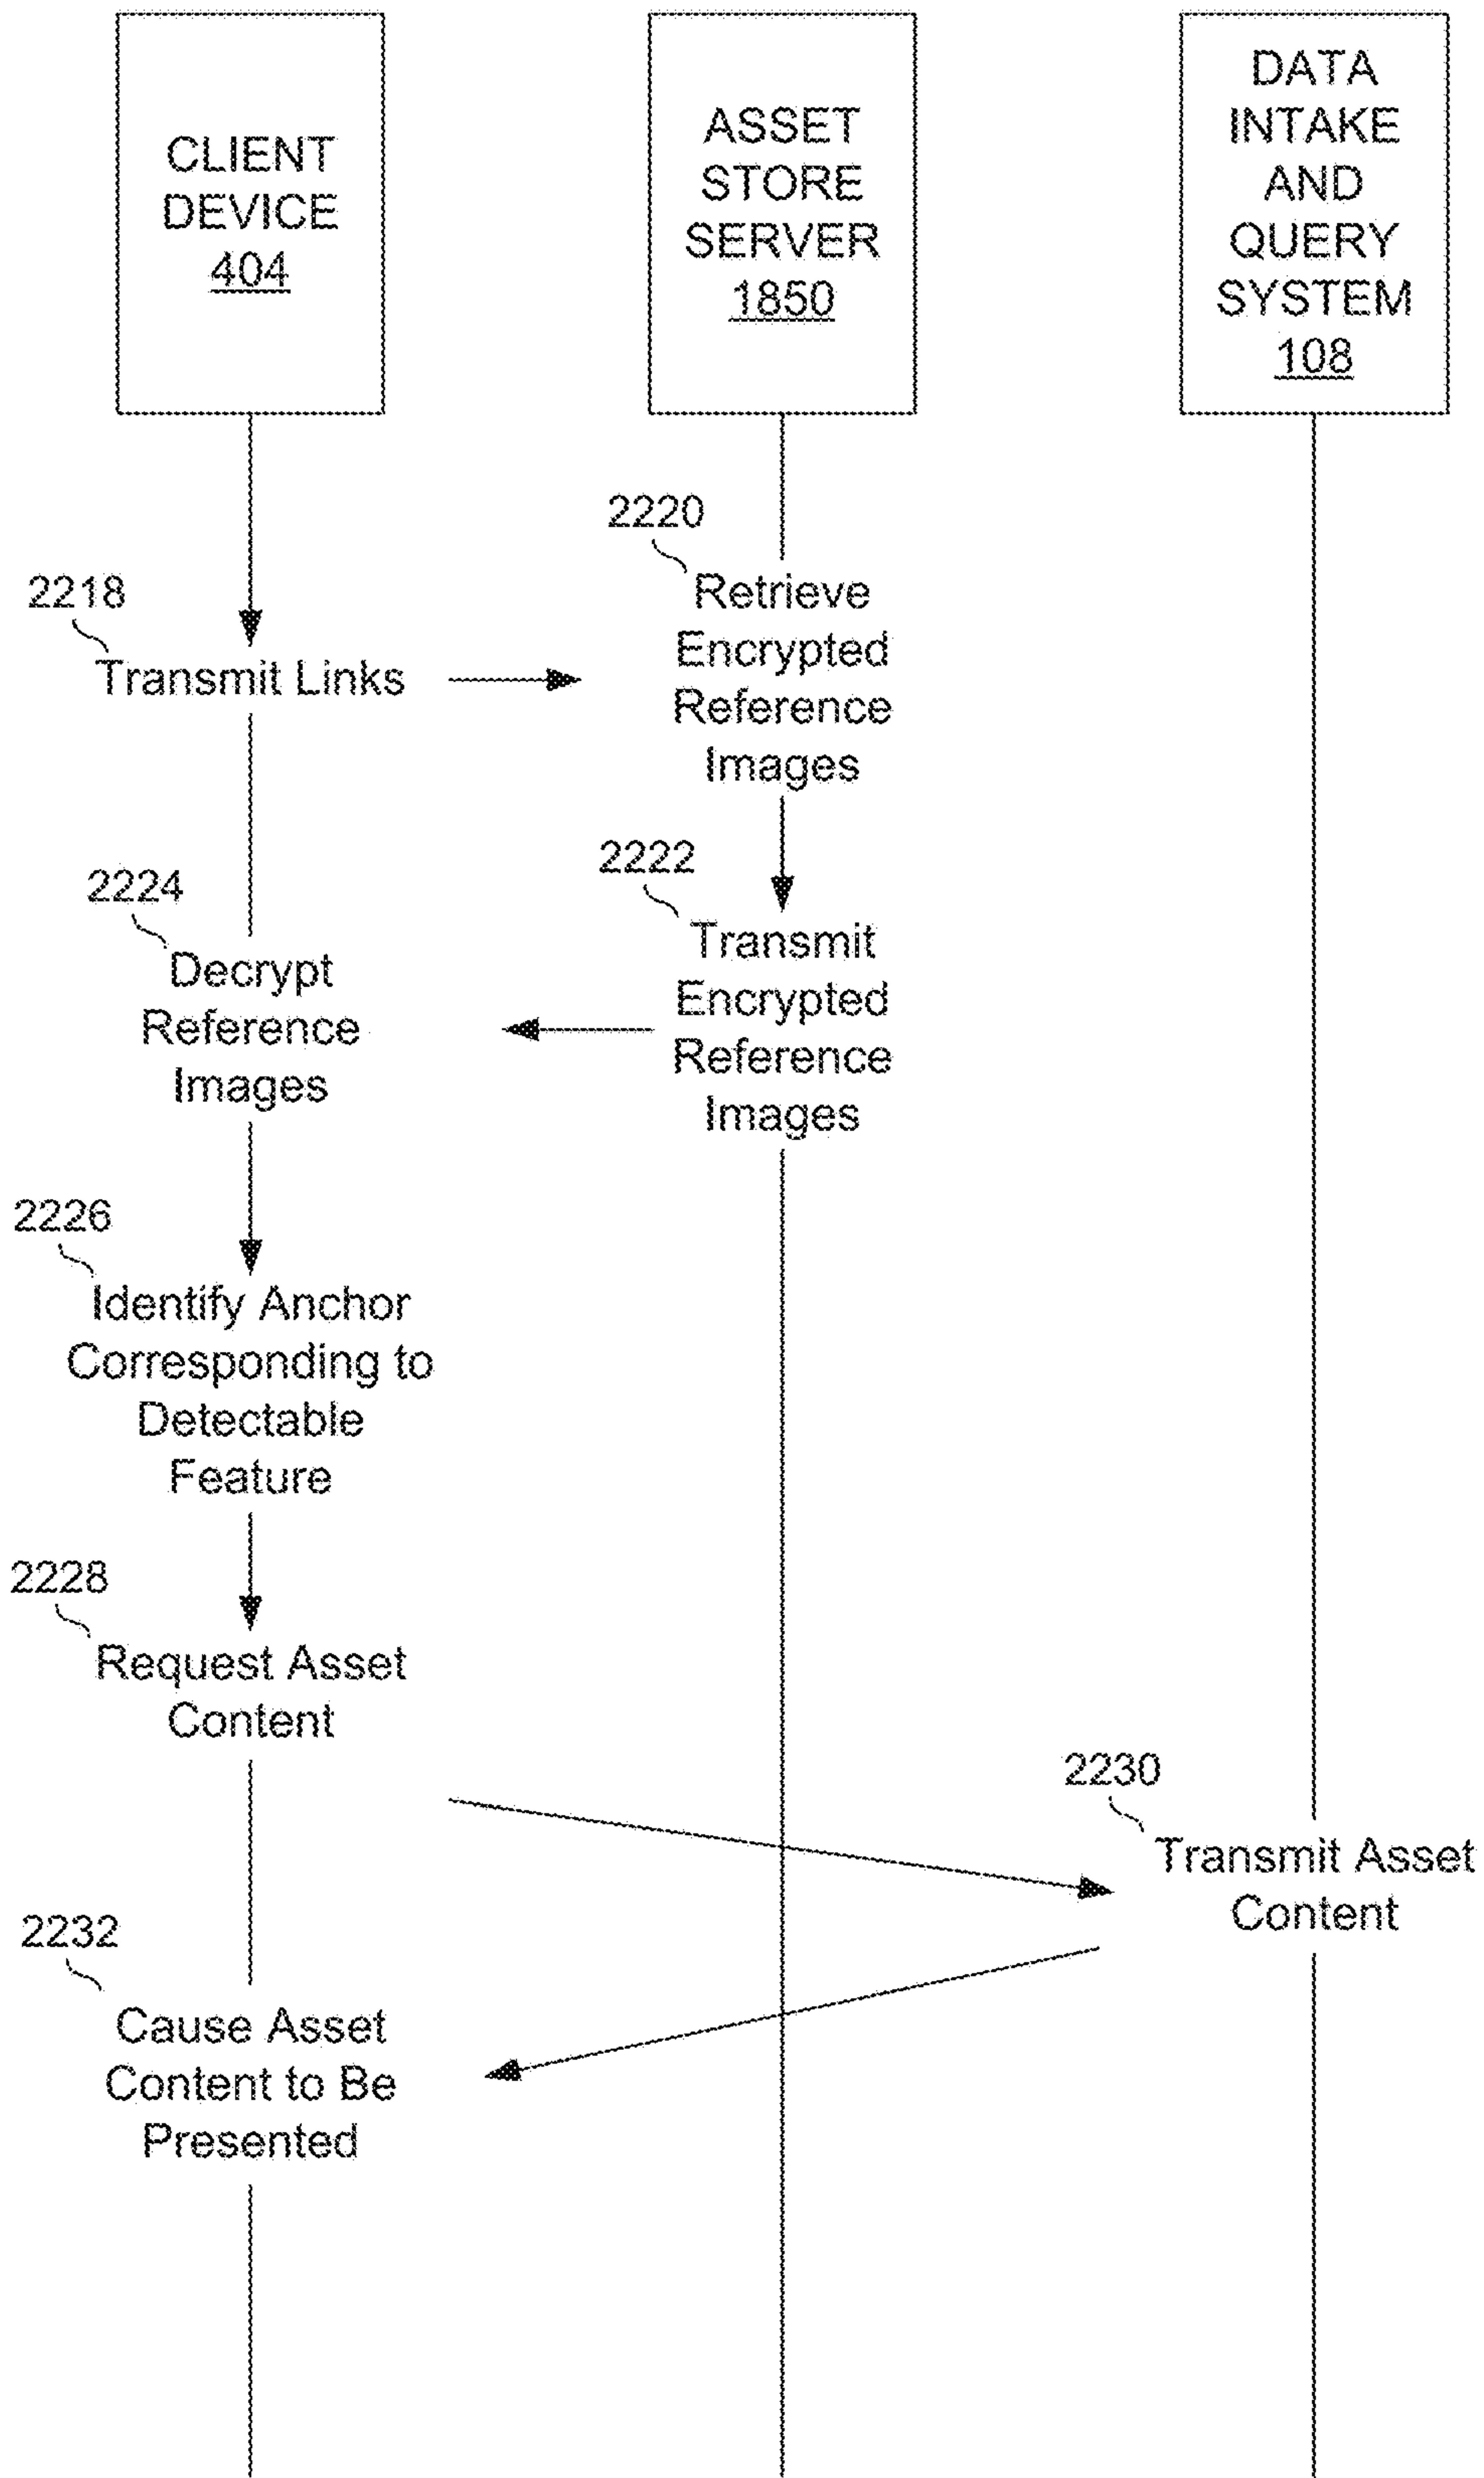 CLIENT
DEVICE
404
ASSET
STORE
SERVER
1850
DATA
INTAKE
AND
QUERY
SYSTEM
108
2218
Transmit Links
2220
Retrieve
Encrypted
Reference
Images
2222
Transmit
Encrypted
Reference
Images
2224
Decrypt
Reference
Images
2226
Identify Anchor
Corresponding to
Detectable
Feature
2228
Request Asset
Content
2230
Transmit Asset
Content
2232
Cause Asset
Content to Be
Presented